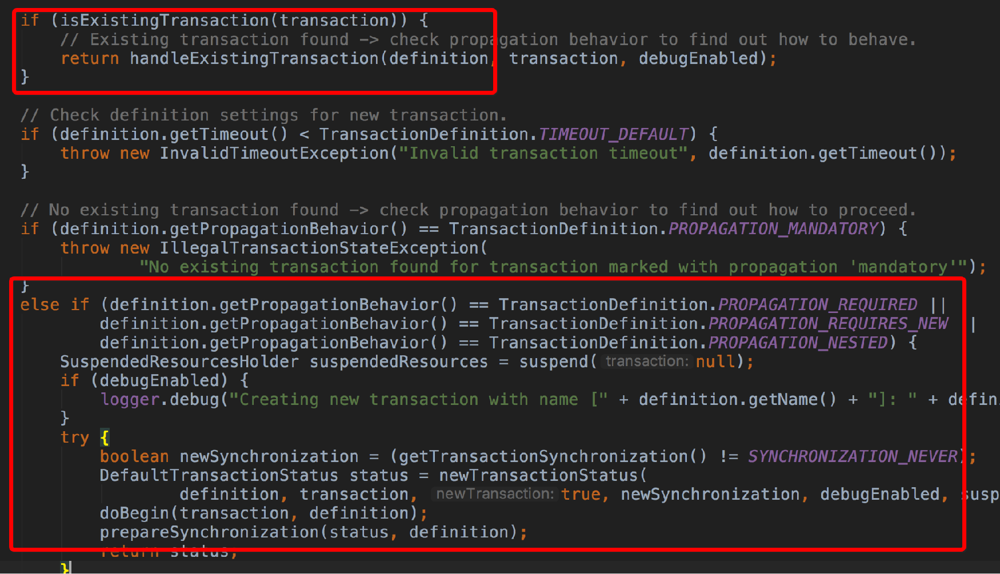 if (isExistingTransaction(transaction)) {
// Existing transaction found -> check propagation behavior to find out how to behave.
return handleExistingTransaction(definition, transaction, debugEnabled);
}
// Check definition settings for new transaction.
if (definition.getTimeout() < TransactionDefinition.TIMEOUT_DEFAULT) {
throw new InvalidTimeoutException("Invalid transaction timeout", definition.getTimeout());
}
// No existing transaction found -> check propagation behavior to find out how to proceed.
if (definition.getPropagationBehavior() == TransactionDefinition.PROPAGATION_MANDATORY) {
throw new IllegalTransactionStateException(
"No existing transaction found for transaction marked with propagation 'mandatory'");
}
else if (definition.getPropagationBehavior() == TransactionDefinition.PROPAGATION_REQUIRED ||
definition.getPropagationBehavior() == TransactionDefinition.PROPAGATION_REQUIRES_NEW |
definition.getPropagationBehavior() == TransactionDefinition.PROPAGATION_NESTED) {
SuspendedResourcesHolder suspendedResources = suspend( transaction: null);
if (debugEnabled) {
logger.debug("Creating new transaction with name [" + definition.getName() + "]: " + defin
}
try {
boolean newSynchronization = (getTransactionSynchronization() != SYNCHRONIZATION_NEVER);
DefaultTransactionStatus status = newTransactionStatus(
definition, transaction, newTransaction: true, newSynchronization, debugEnabled, susp
doBegin(transaction, definition);
prepareSynchronization(status, definition);
return status;
}